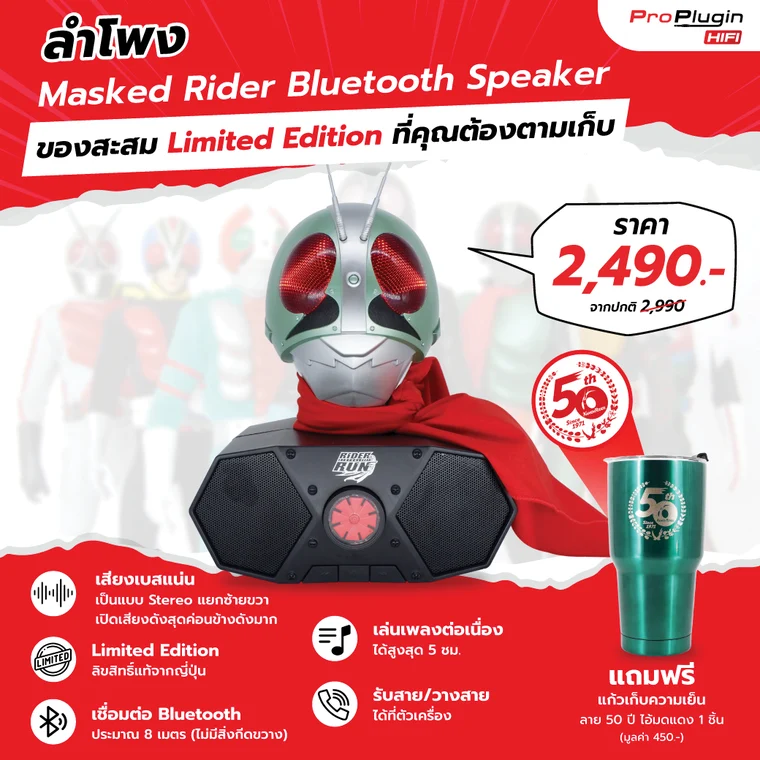 ProPlugin
HIFI
ลำโพง
Masked Rider Bluetooth Speaker
ของสะสม Limited Edition ที่คุณต้องตามเก็บ
ราคา
2,490.-
จากปกติ 2,990
50th
Since
1971
RIDER
RUN
50th
Since
1971
เสียงเบสแน่น
เป็นแบบ Stereo แยกซ้ายขวา
เปิดเสียงดังสุดค่อนข้างดังมาก
LIMITED
Limited Edition
ลิขสิทธิ์แท้จากญี่ปุ่น
เชื่อมต่อ Bluetooth
ประมาณ 8 เมตร (ไม่มีสิ่งกีดขวาง)
เล่นเพลงต่อเนื่อง
ได้สูงสุด 5 ชม.
รับสาย/วางสาย
ได้ที่ตัวเครื่อง
แถมฟรี
แก้วเก็บความเย็น
ลาย 50 ปี ไอ้มดแดง 1 ชิ้น
(มูลค่า 450.-)